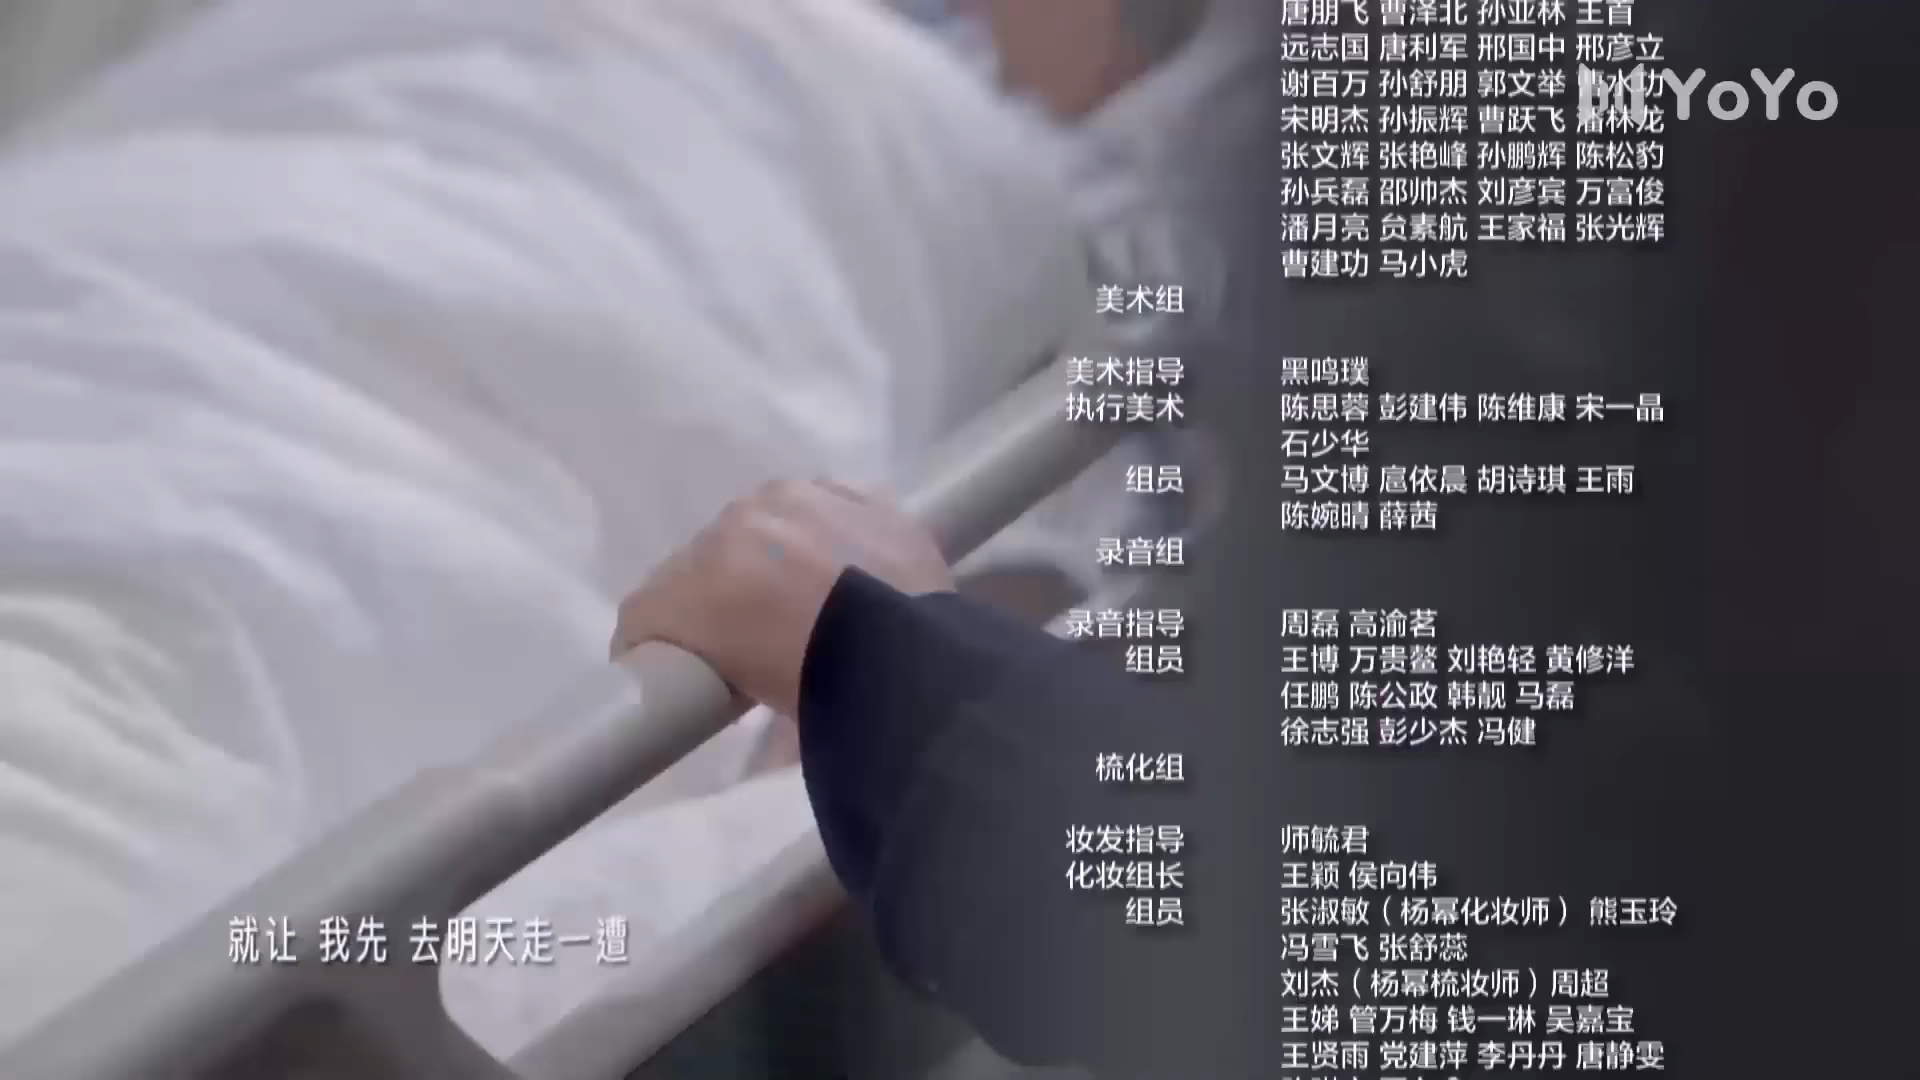 唐朋飞 曹泽北 孙亚林 王首
远志国 唐利军 邢国中 邢彦立
谢百万 孙舒朋 郭文举 曹水功
YoYo
宋明杰 孙振辉 曹跃飞 潘林龙
张文辉 张艳峰 孙鹏辉 陈松豹
孙兵磊 邵帅杰 刘彦宾 万富俊
潘月亮 贠素航 王家福 张光辉
曹建功 马小虎
美术组
美术指导 黑鸣璞
执行美术 陈思蓉 彭建伟 陈维康 宋一晶
石少华
组员 马文博 扈依晨 胡诗琪 王雨
陈婉晴 薛茜
录音组
录音指导 周磊 高渝茗
组员 王博 万贵鳌 刘艳轻 黄修洋
任鹏 陈公政 韩靓 马磊
徐志强 彭少杰 冯健
梳化组
妆发指导 师毓君
化妆组长 王颖 侯向伟
组员 张淑敏（杨幂化妆师） 熊玉玲
冯雪飞 张舒蕊
刘杰（杨幂梳妆师）周超
王娣 管万梅 钱一琳 吴嘉宝
王贤雨 党建萍 李丹丹 唐静雯
就让 我先 去明天走一遭